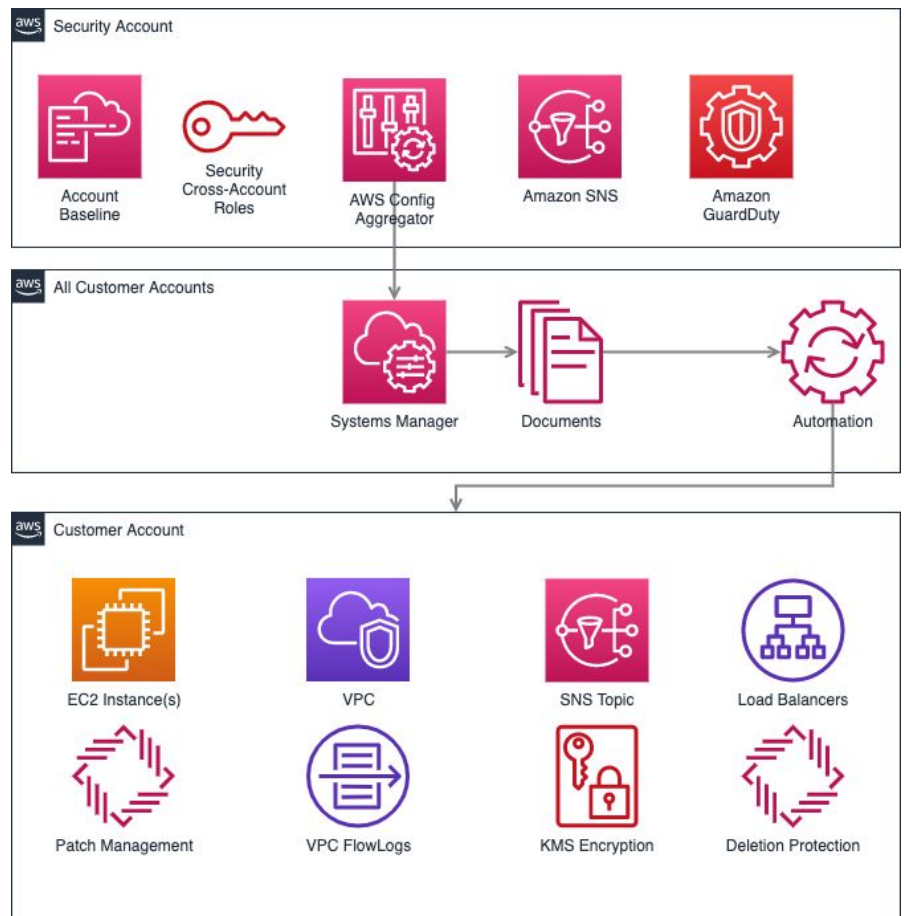 aws
Security Account
Account
Baseline
Security
Cross-Account
Roles
AWS Config
Aggregator
Amazon SNS
Amazon
GuardDuty
aws
All Customer Accounts
Systems Manager
Documents
Automation
aws
Customer Account
EC2 Instance(s)
VPC
SNS Topic
Load Balancers
Patch Management
VPC FlowLogs
KMS Encryption
Deletion Protection